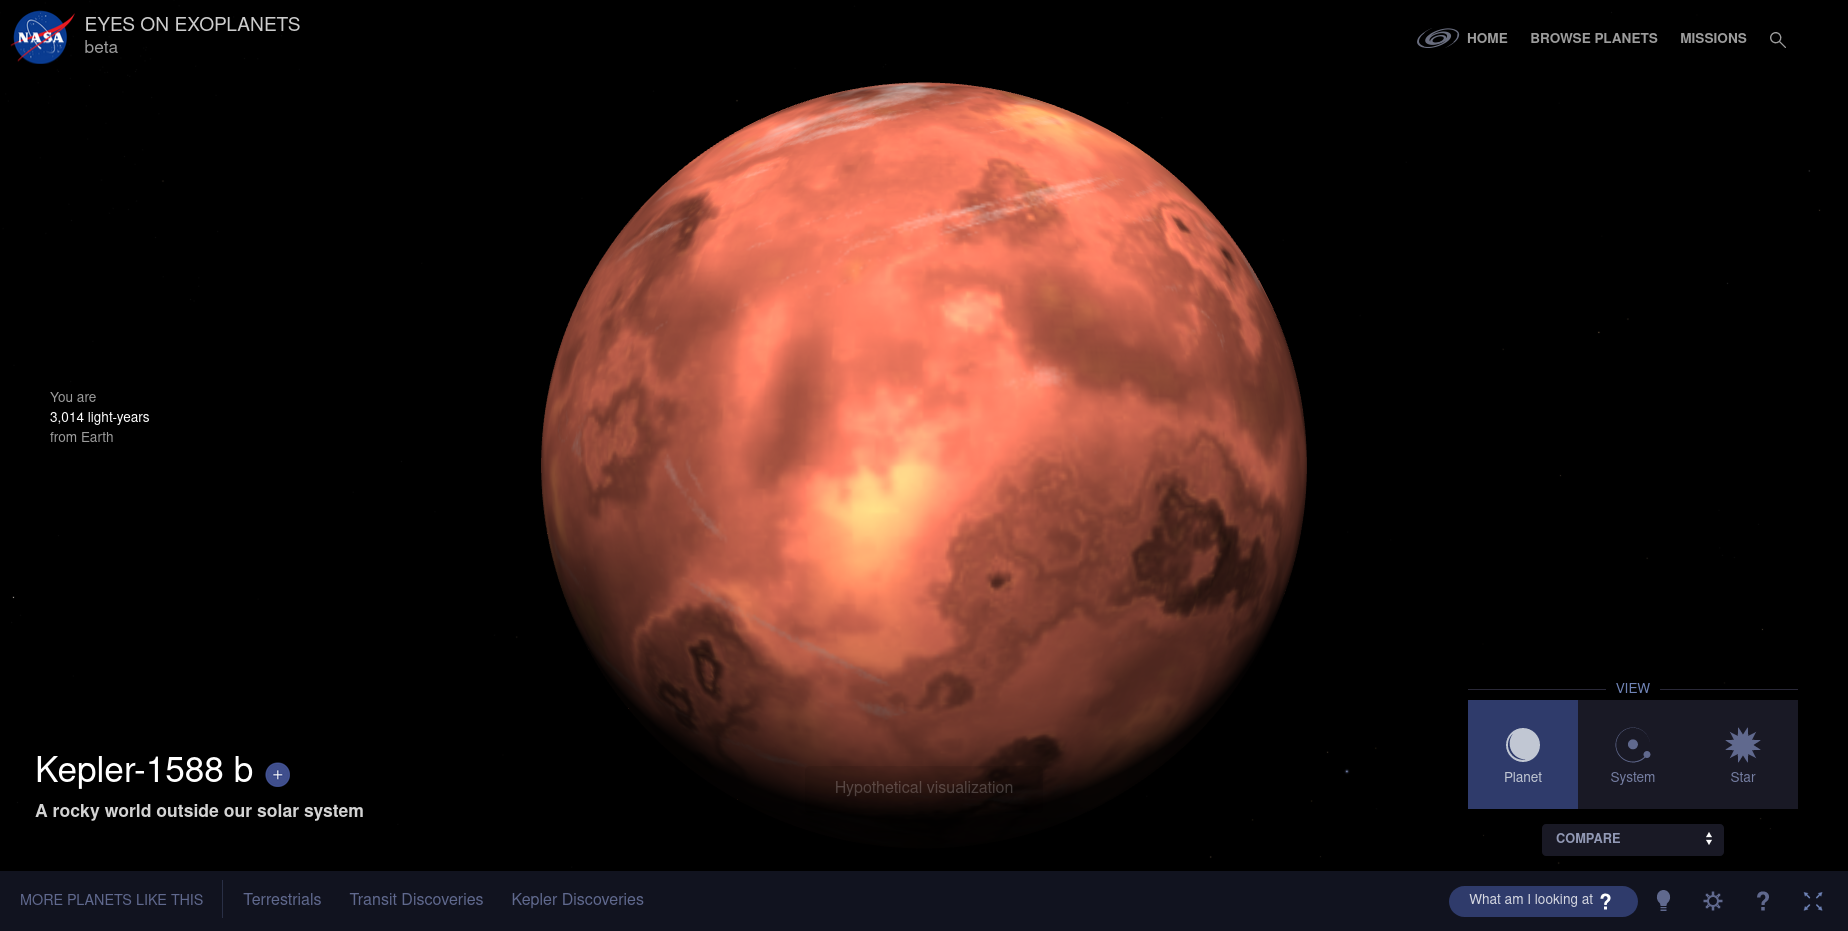 NASA
EYES ON EXOPLANETS
beta
HOME
BROWSE PLANETS
MISSIONS
You are
3,014 light-years
from Earth
Kepler-1588 b +
A rocky world outside our solar system
Hypothetical visualization
VIEW
Planet
System
Star
COMPARE
MORE PLANETS LIKE THIS
Terrestrials
Transit Discoveries
Kepler Discoveries
What am I looking at ?
?